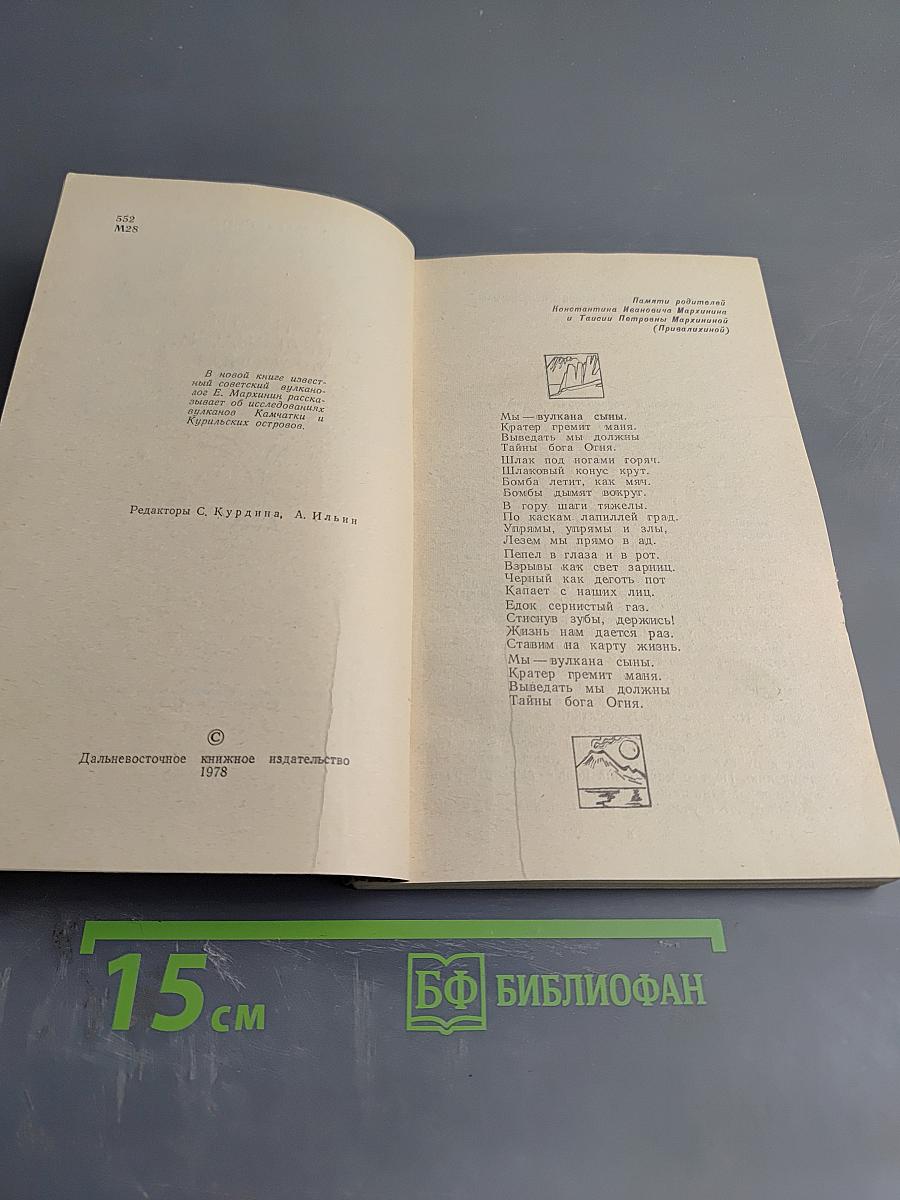 552
М28
В новой книге извест-
ный советский вулкано-
лог Е. Мархинин расска-
зывает об исследованиях
вулканов Камчатки и
Курильских островов.
Редакторы С. Курдина, А. Ильин
©
Дальневосточное книжное издательство
1978
Памяти родителей
Константина Ивановича Мархинина
и Таисии Петровны Мархининой
(Привалихиной)
Мы — вулкана сыны.
Кратер гремит маня.
Выведать мы должны
Тайны бога Огня.
Шлак под ногами горяч.
Шлаковый конус крут.
Бомба летит, как мяч.
Бомбы дымят вокруг.
В гору шаги тяжелы.
По каскам лапиллей град.
Упрямы, упрямы и злы,
Лезем мы прямо в ад.
Пепел в глаза и в рот.
Взрывы как свет зарниц.
Черный как деготь пот
Капает с наших лиц.
Едок сернистый газ.
Стиснув зубы, держись!
Жизнь нам дается раз.
Ставим на карту жизнь.
Мы — вулкана сыны.
Кратер гремит маня.
Выведать мы должны
Тайны бога Огня.
15 см
БФ БИБЛИОФАН